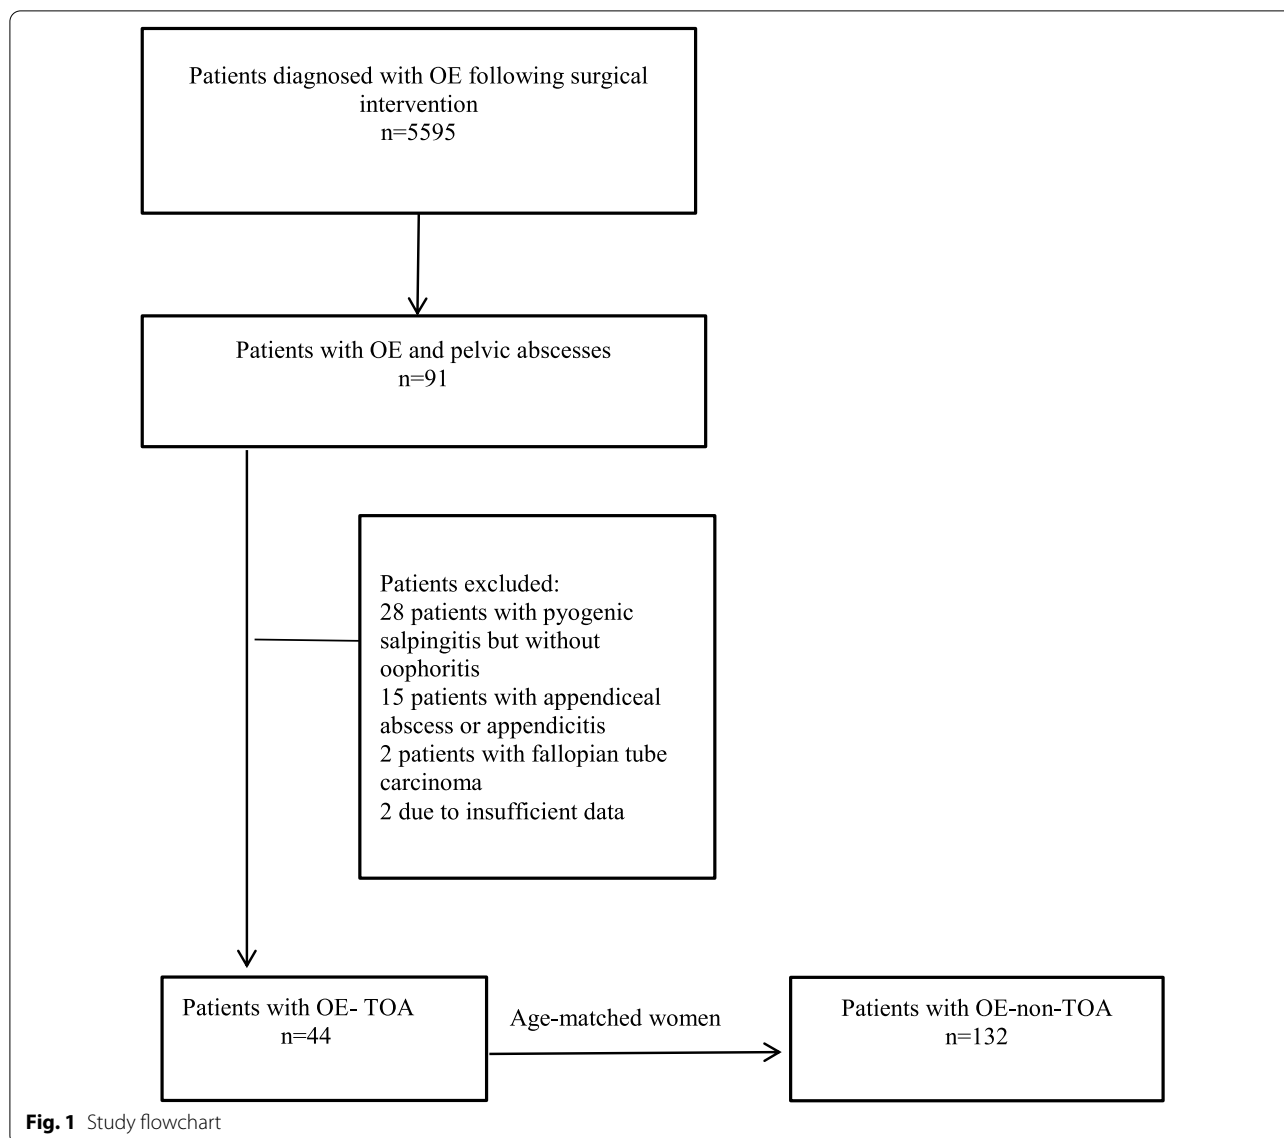 Patients diagnosed with OE following surgical
intervention
n=5595
Patients with OE and pelvic abscesses
n=91
Patients excluded:
28 patients with pyogenic
salpingitis but without
oophoritis
15 patients with appendiceal
abscess or appendicitis
2 patients with fallopian tube
carcinoma
2 due to insufficient data
Patients with OE- TOA
n=44
Age-matched women
Patients with OE-non-TOA
n=132
Fig. 1 Study flowchart